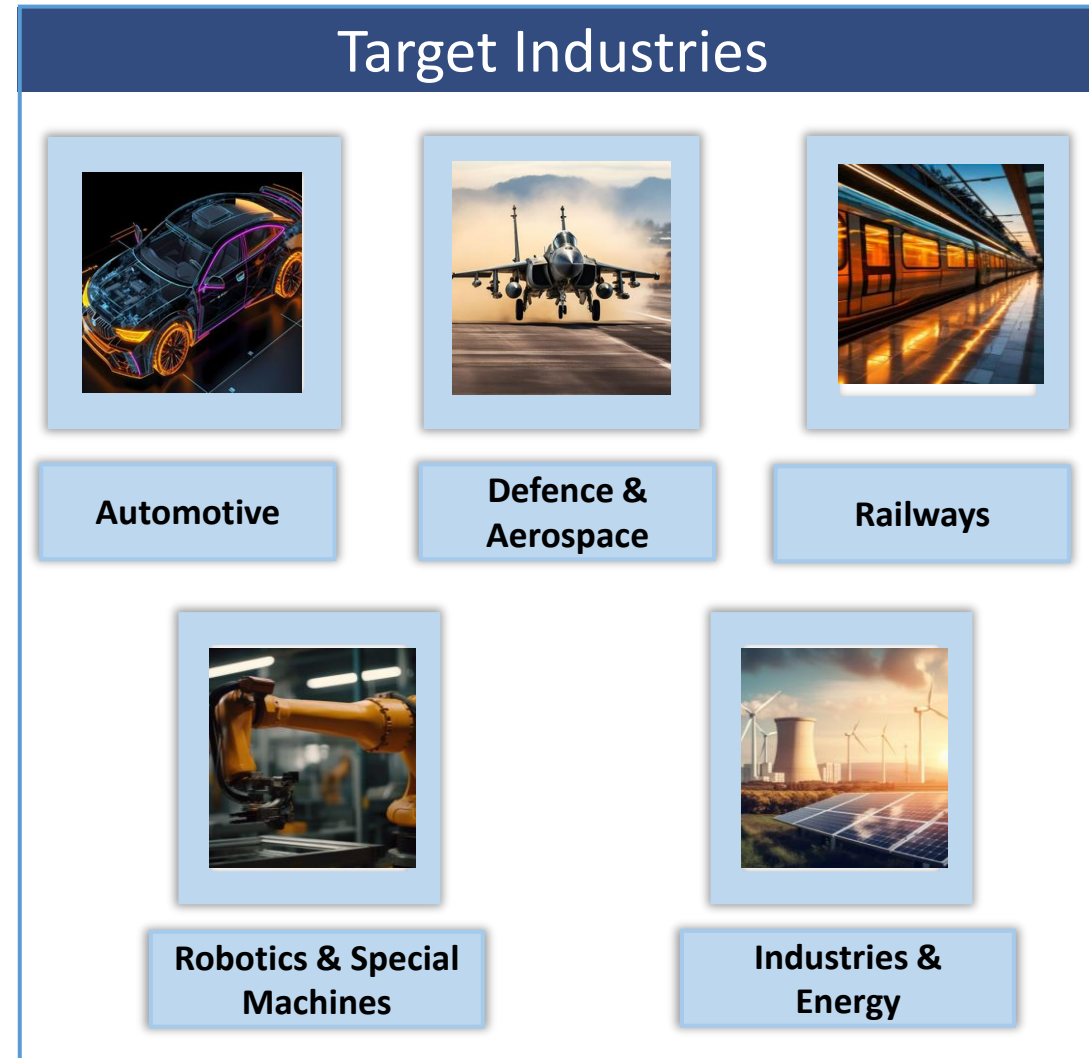 Target Industries
Automotive
Defence &
Aerospace
Railways
Robotics & Special
Machines
Industries &
Energy